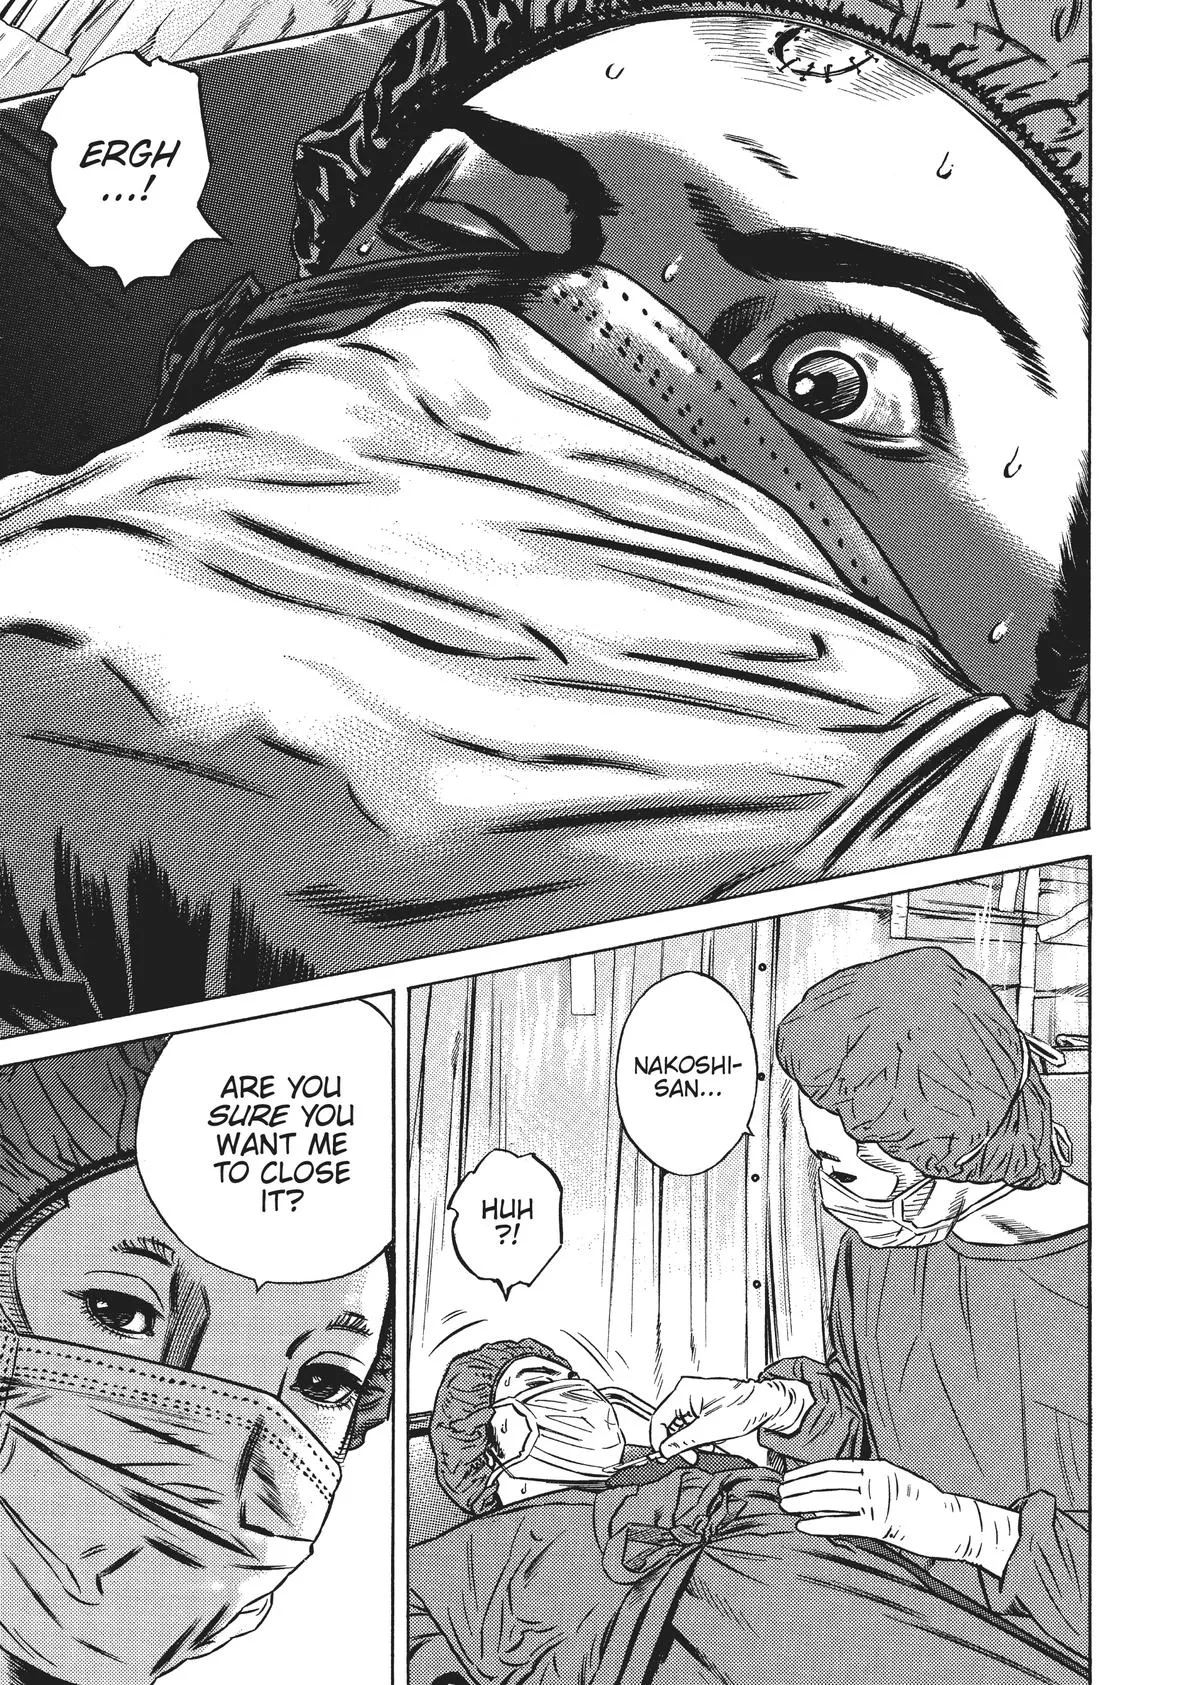 ERGH
...!
NAKOSHI-
SAN...
HUH
?!
ARE YOU
SURE YOU
WANT ME
TO CLOSE
IT?